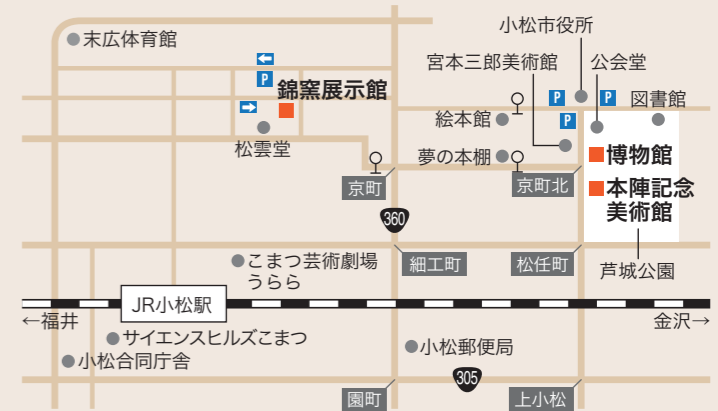 小松市役所
末広体育館
宮本三郎美術館
公会堂
P
錦窯展示館
P
P
図書館
絵本館
P
松雲堂
夢の本棚
博物館
京町
京町北
本陣記念
美術館
360
こまつ芸術劇場
うらら
細工町
松任町
芦城公園
JR小松駅
←福井
金沢→
サイエンスヒルズこまつ
小松合同庁舎
小松郵便局
305
園町
上小松